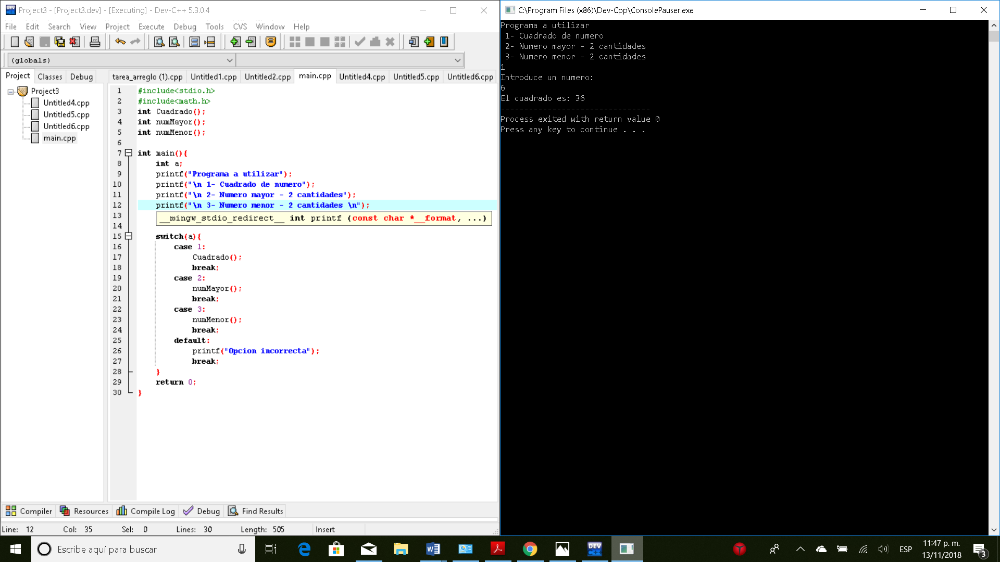 Project3 - [Project3.dev] - [Executing] - Dev-C++ 5.3.0.4
File Edit Search View Project Execute Debug Tools CVS Window Help
(globals)
Project Classes Debug
Project3
Untitled4.cpp
Untitled5.cpp
Untitled6.cpp
main.cpp
tarea_arreglo (1).cpp Untitled1.cpp Untitled2.cpp main.cpp Untitled4.cpp Untitled5.cpp Untitled6.cpp
1 #include<stdio.h>
2 #include<math.h>
3 int Cuadrado();
4 int numMayor();
5 int numMenor();
6
7 int main(){
8 int a;
9 printf("Programa a utilizar");
10 printf("\n 1- Cuadrado de numero");
11 printf("\n 2- Numero mayor - 2 cantidades");
12 printf("\n 3- Numero menor - 2 cantidades \n");
13 __mingw_stdio_redirect__ int printf (const char *__format, ...)
14
15 switch(a){
16 case 1:
17 Cuadrado();
18 break;
19 case 2:
20 numMayor();
21 break;
22 case 3:
23 numMenor();
24 break;
25 default:
26 printf("Opcion incorrecta");
27 break;
28 }
29 return 0;
30 }
Compiler Resources Compile Log Debug Find Results
Line: 12 Col: 35 Sel: 0 Lines: 30 Length: 505 Insert
C:\Program Files (x86)\Dev-Cpp\ConsolePauser.exe
Programa a utilizar
1- Cuadrado de numero
2- Numero mayor - 2 cantidades
3- Numero menor - 2 cantidades
1
Introduce un numero:
6
El cuadrado es: 36
--------------------------------
Process exited with return value 0
Press any key to continue . . .
Escribe aquí para buscar
ESP
11:47 p. m.
13/11/2018
3